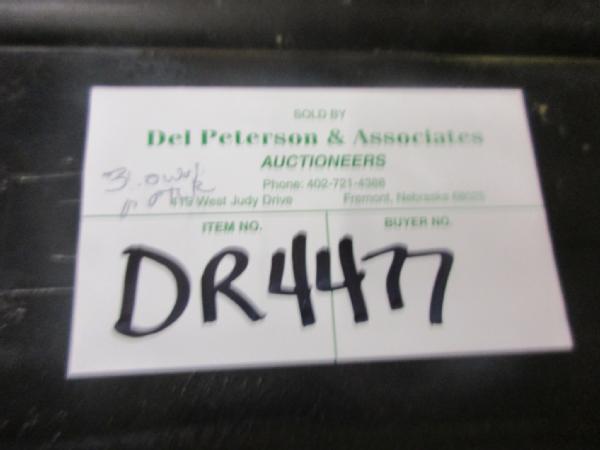 SOLD BY
Del Peterson & Associates
AUCTIONEERS
Phone: 402-721-4366
West Judy Drive Fremont, Nebraska 68025
ITEM NO. BUYER NO.
DR4477